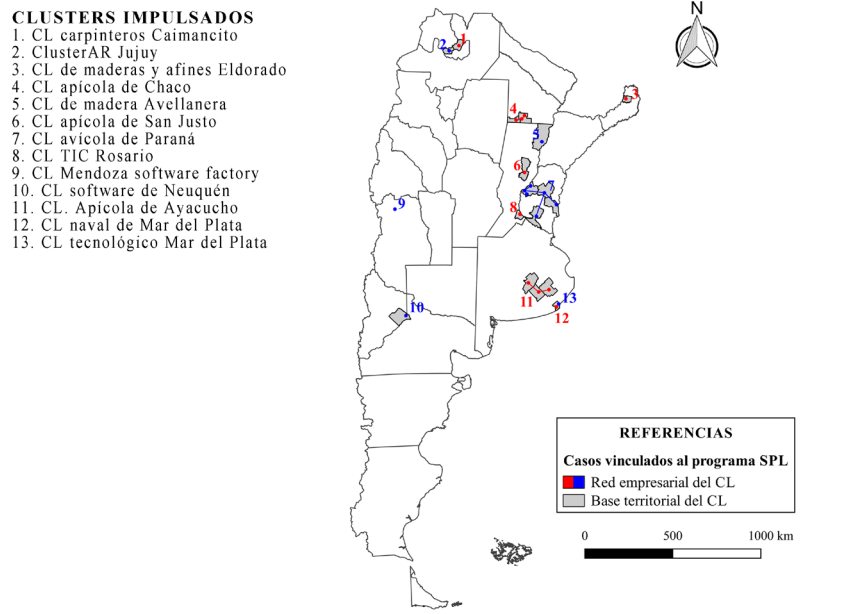 CLUSTERS IMPULSADOS
1. CL carpinteros Caimancito
2. ClusterAR Jujuy
3. CL de maderas y afines Eldorado
4. CL apícola de Chaco
5. CL de madera Avellanera
6. CL apícola de San Justo
7. CL avícola de Paraná
8. CL TIC Rosario
9. CL Mendoza software factory
10. CL software de Neuquén
11. CL. Apícola de Ayacucho
12. CL naval de Mar del Plata
13. CL tecnológico Mar del Plata
N
1
2
3
4
5
6
7
8
9
10
11
13
12
REFERENCIAS
Casos vinculados al programa SPL
Red empresarial del CL
Base territorial del CL
0 500 1000 km